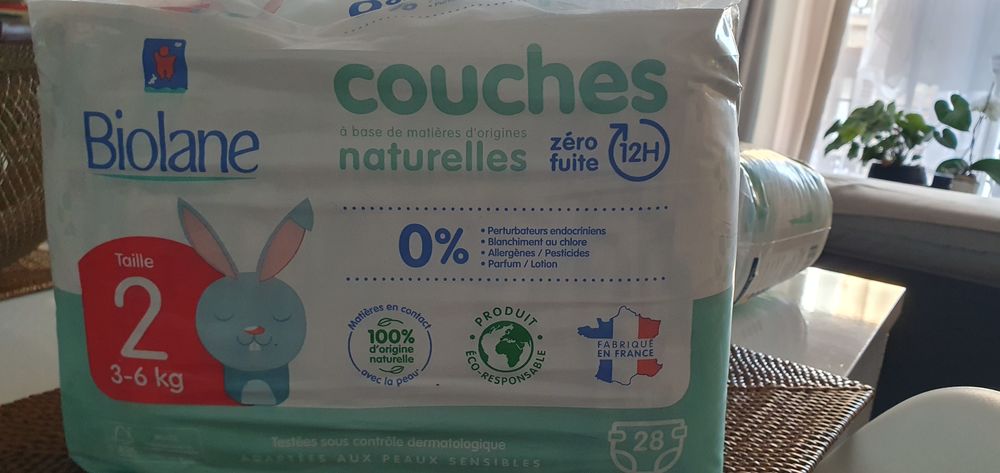 0%
Biolane
couches
à base de matières d'origines
naturelles
zéro
fuite
12H
0%
• Perturbateurs endocriniens
• Blanchiment au chlore
• Allergènes / Pesticides
• Parfum / Lotion
Taille
2
3-6 kg
Matières en contact
100%
d'origine
naturelle
avec la peau
• PRODUIT •
ÉCO-RESPONSABLE
FABRIQUÉ
EN FRANCE
Testées sous contrôle dermatologique
ADAPTÉES AUX PEAUX SENSIBLES
28